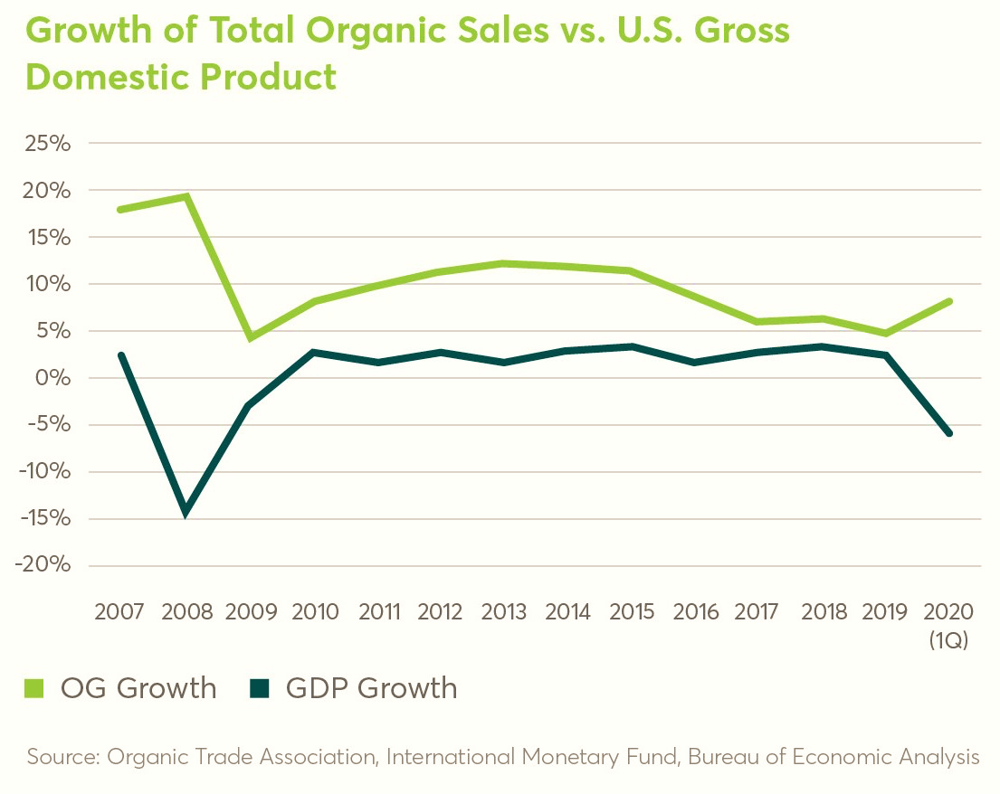 Growth of Total Organic Sales vs. U.S. Gross
Domestic Product
25%
20%
15%
10%
5%
0%
-5%
-10%
-15%
-20%
2007 2008 2009 2010 2011 2012 2013 2014 2015 2016 2017 2018 2019 2020
(1Q)
OG Growth GDP Growth
Source: Organic Trade Association, International Monetary Fund, Bureau of Economic Analysis